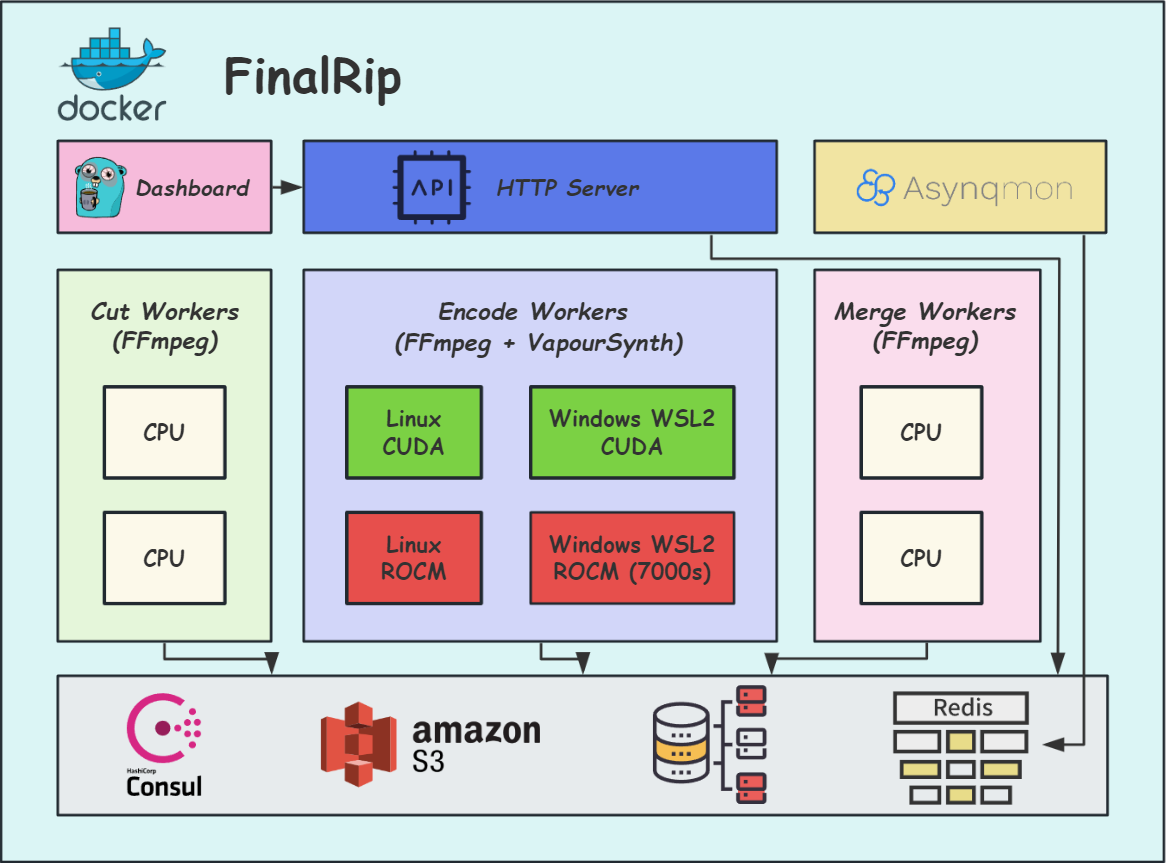 docker
FinalRip
Dashboard
API
HTTP Server
Asynqmon
Cut Workers
(FFmpeg)
CPU
CPU
Encode Workers
(FFmpeg + VapourSynth)
Linux
CUDA
Windows WSL2
CUDA
Linux
ROCM
Windows WSL2
ROCM (7000s)
Merge Workers
(FFmpeg)
CPU
CPU
HashiCorp
Consul
amazon
S3
Redis